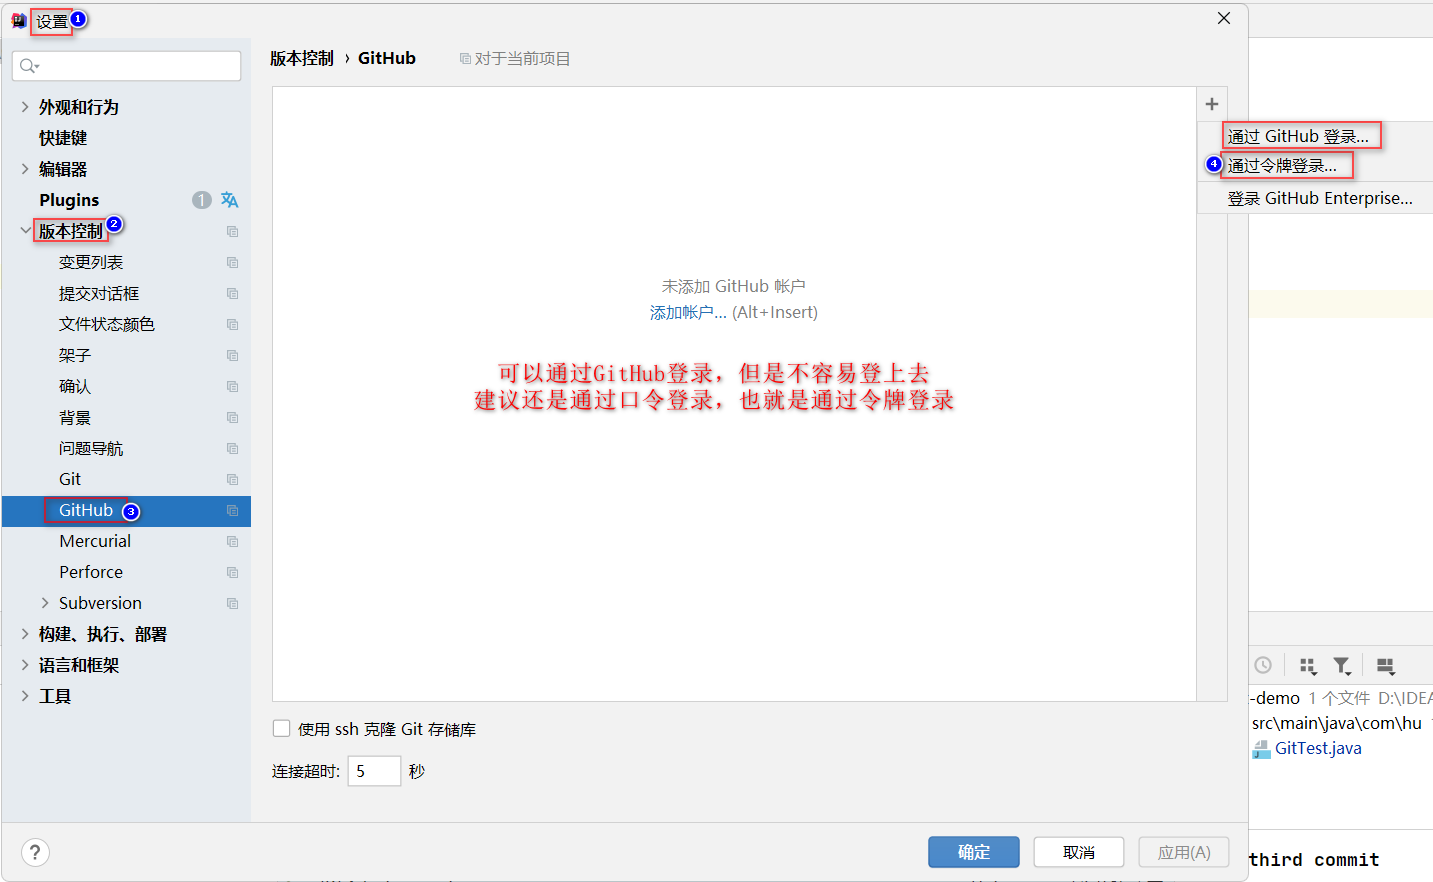 设置 1
版本控制 › GitHub 对于当前项目
外观和行为
快捷键
编辑器
Plugins 1
版本控制 2
变更列表
提交对话框
文件状态颜色
架子
确认
背景
问题导航
Git
GitHub 3
Mercurial
Perforce
Subversion
构建、执行、部署
语言和框架
工具
通过 GitHub 登录...
4 通过令牌登录...
登录 GitHub Enterprise...
未添加 GitHub 帐户
添加帐户... (Alt+Insert)
可以通过GitHub登录，但是不容易登上去
建议还是通过口令登录，也就是通过令牌登录
使用 ssh 克隆 Git 存储库
连接超时: 5 秒
? 确定 取消 应用(A)
-demo 1 个文件 D:\IDEA
src\main\java\com\hu
GitTest.java
third commit